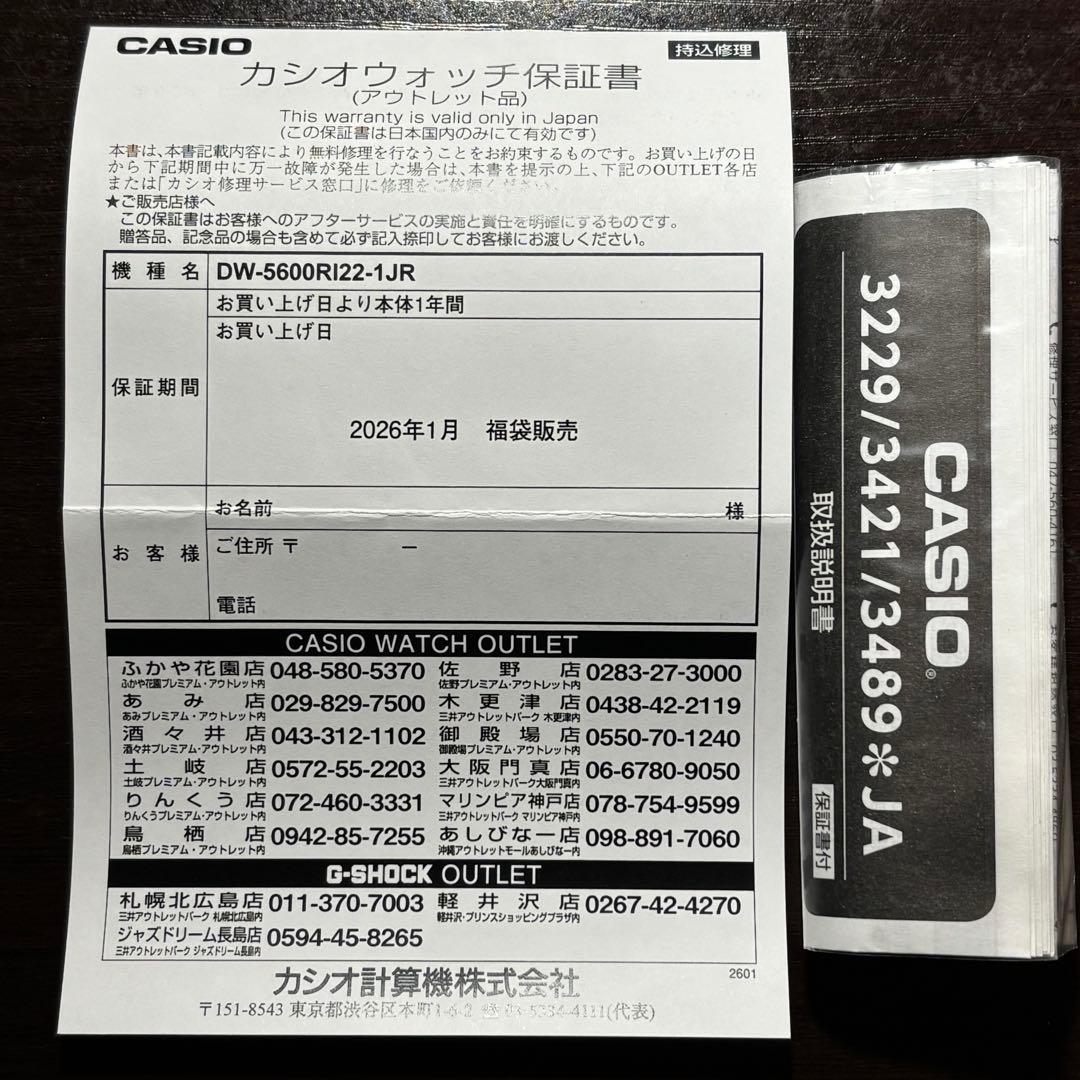 CASIO
持込修理
カシオウォッチ保証書
(アウトレット品)
This warranty is valid only in Japan
(この保証書は日本国内のみにて有効です)
本書は、本書記載内容により無料修理を行なうことをお約束するものです。お買い上げの日
から下記期間中に万一故障が発生した場合は、本書を提示の上、下記のOUTLET各店
または「カシオ修理サービス窓口」に修理をご依頼ください。
★ご販売店様へ
この保証書はお客様へのアフターサービスの実施と責任を明確にするものです。
贈答品、記念品の場合も含めて必ず記入捺印してお客様にお渡しください。
機種名 DW-5600RI22-1JR
保証期間
お買い上げ日より本体1年間
お買い上げ日
2026年1月 福袋販売
お客様
お名前 様
ご住所 〒 －
電話
CASIO WATCH OUTLET
ふかや花園店 048-580-5370 佐野店 0283-27-3000
ふかや花園プレミアム・アウトレット内 佐野プレミアム・アウトレット内
あみ店 029-829-7500 木更津店 0438-42-2119
あみプレミアム・アウトレット内 三井アウトレットパーク 木更津内
酒々井店 043-312-1102 御殿場店 0550-70-1240
酒々井プレミアム・アウトレット内 御殿場プレミアム・アウトレット内
土岐店 0572-55-2203 大阪門真店 06-6780-9050
土岐プレミアム・アウトレット内 三井アウトレットパーク大阪門真内
りんくう店 072-460-3331 マリンピア神戸店 078-754-9599
りんくうプレミアム・アウトレット内 三井アウトレットパーク マリンピア神戸内
鳥栖店 0942-85-7255 あしびなー店 098-891-7060
鳥栖プレミアム・アウトレット内 沖縄アウトレットモールあしびなー内
G-SHOCK OUTLET
札幌北広島店 011-370-7003 軽井沢店 0267-42-4270
三井アウトレットパーク 札幌北広島内 軽井沢・プリンスショッピングプラザ内
ジャズドリーム長島店 0594-45-8265
三井アウトレットパーク ジャズドリーム長島内
カシオ計算機株式会社
2601
〒151-8543 東京都渋谷区本町1-6-2 ☎03-5334-4111(代表)
CASIO®
3229/3421/3489※JA
取扱説明書
保証書付